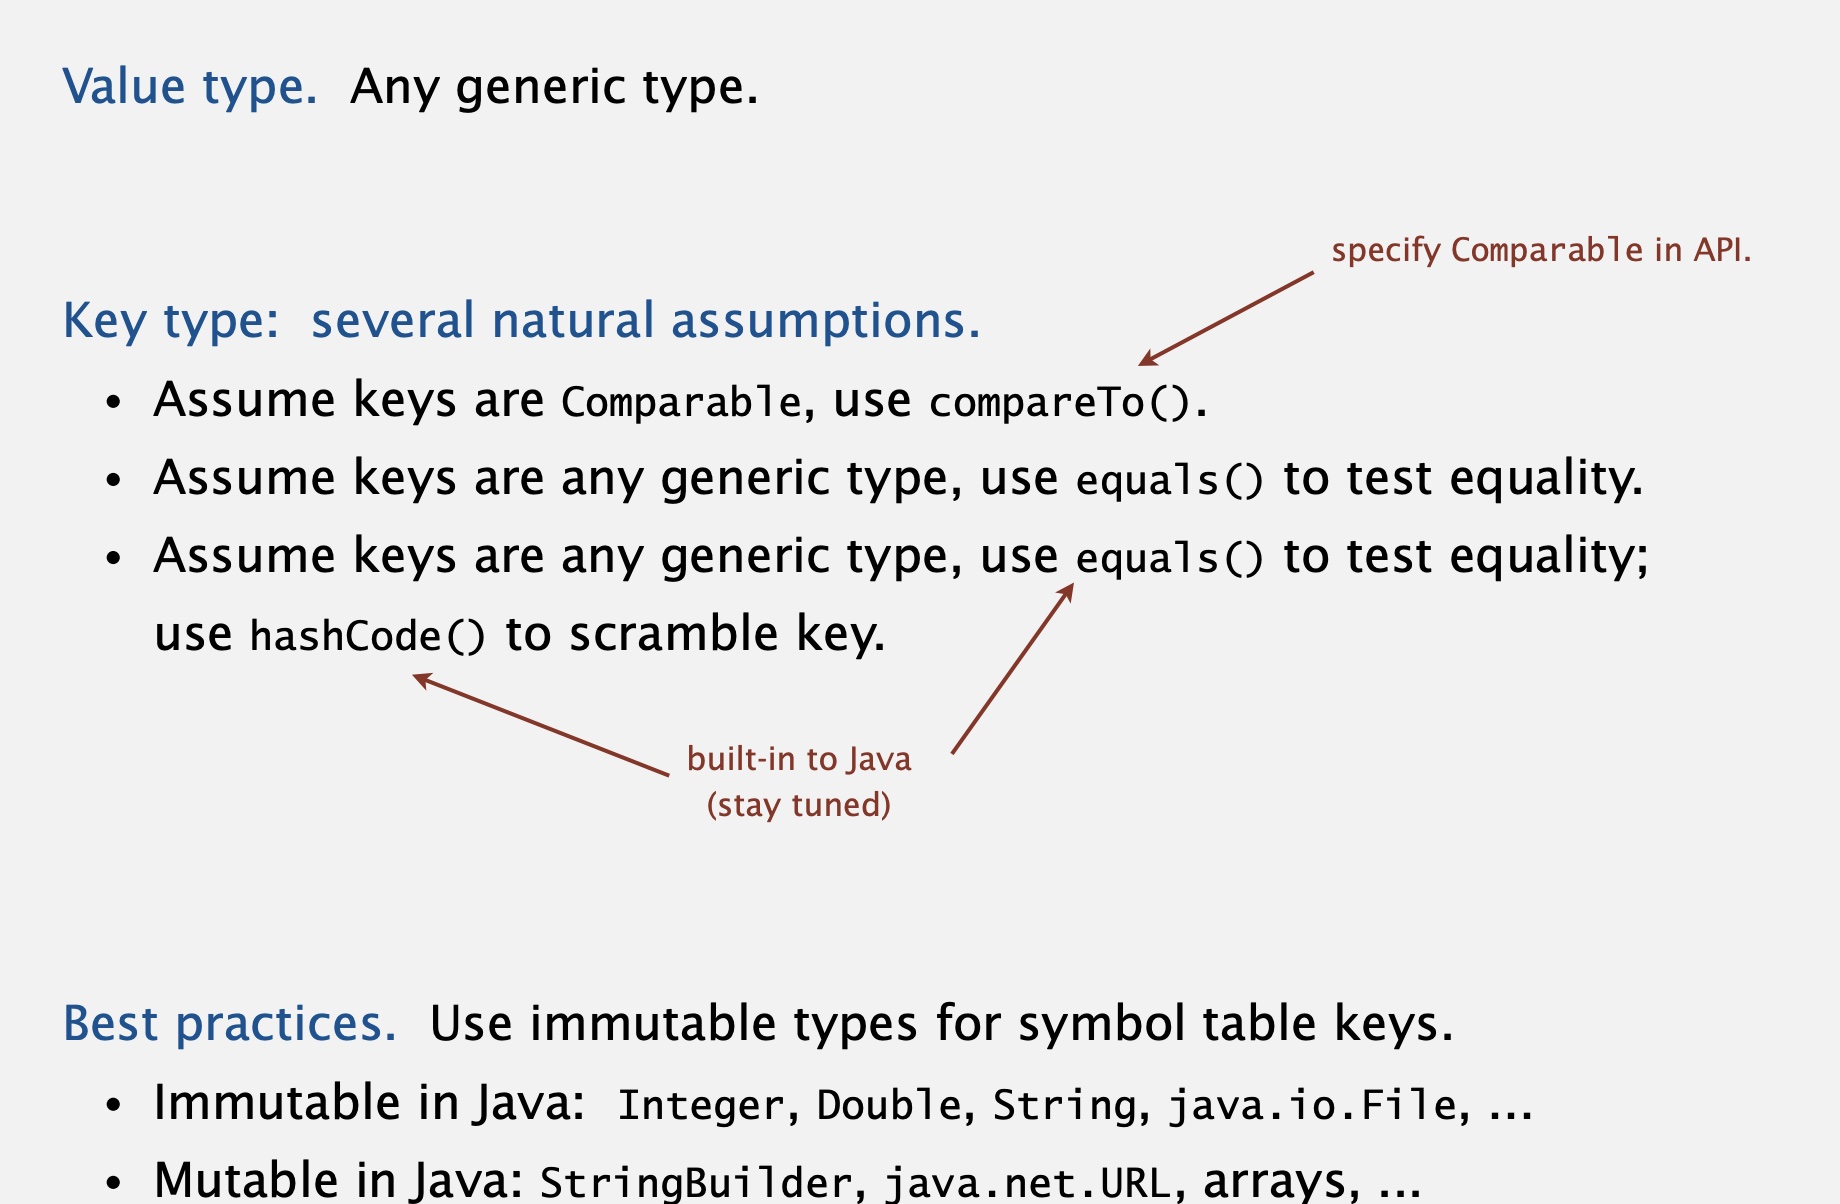 Value type. Any generic type.
specify Comparable in API.
Key type: several natural assumptions.
• Assume keys are Comparable, use compareTo().
• Assume keys are any generic type, use equals() to test equality.
• Assume keys are any generic type, use equals() to test equality;
use hashCode() to scramble key.
built-in to Java
(stay tuned)
Best practices. Use immutable types for symbol table keys.
• Immutable in Java: Integer, Double, String, java.io.File, …
• Mutable in Java: StringBuilder, java.net.URL, arrays, ...